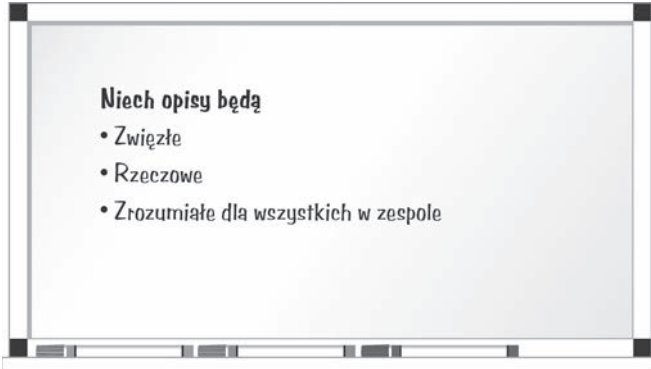 Niech opisy będą
• Zwięzłe
• Rzeczowe
• Zrozumiałe dla wszystkich w zespole